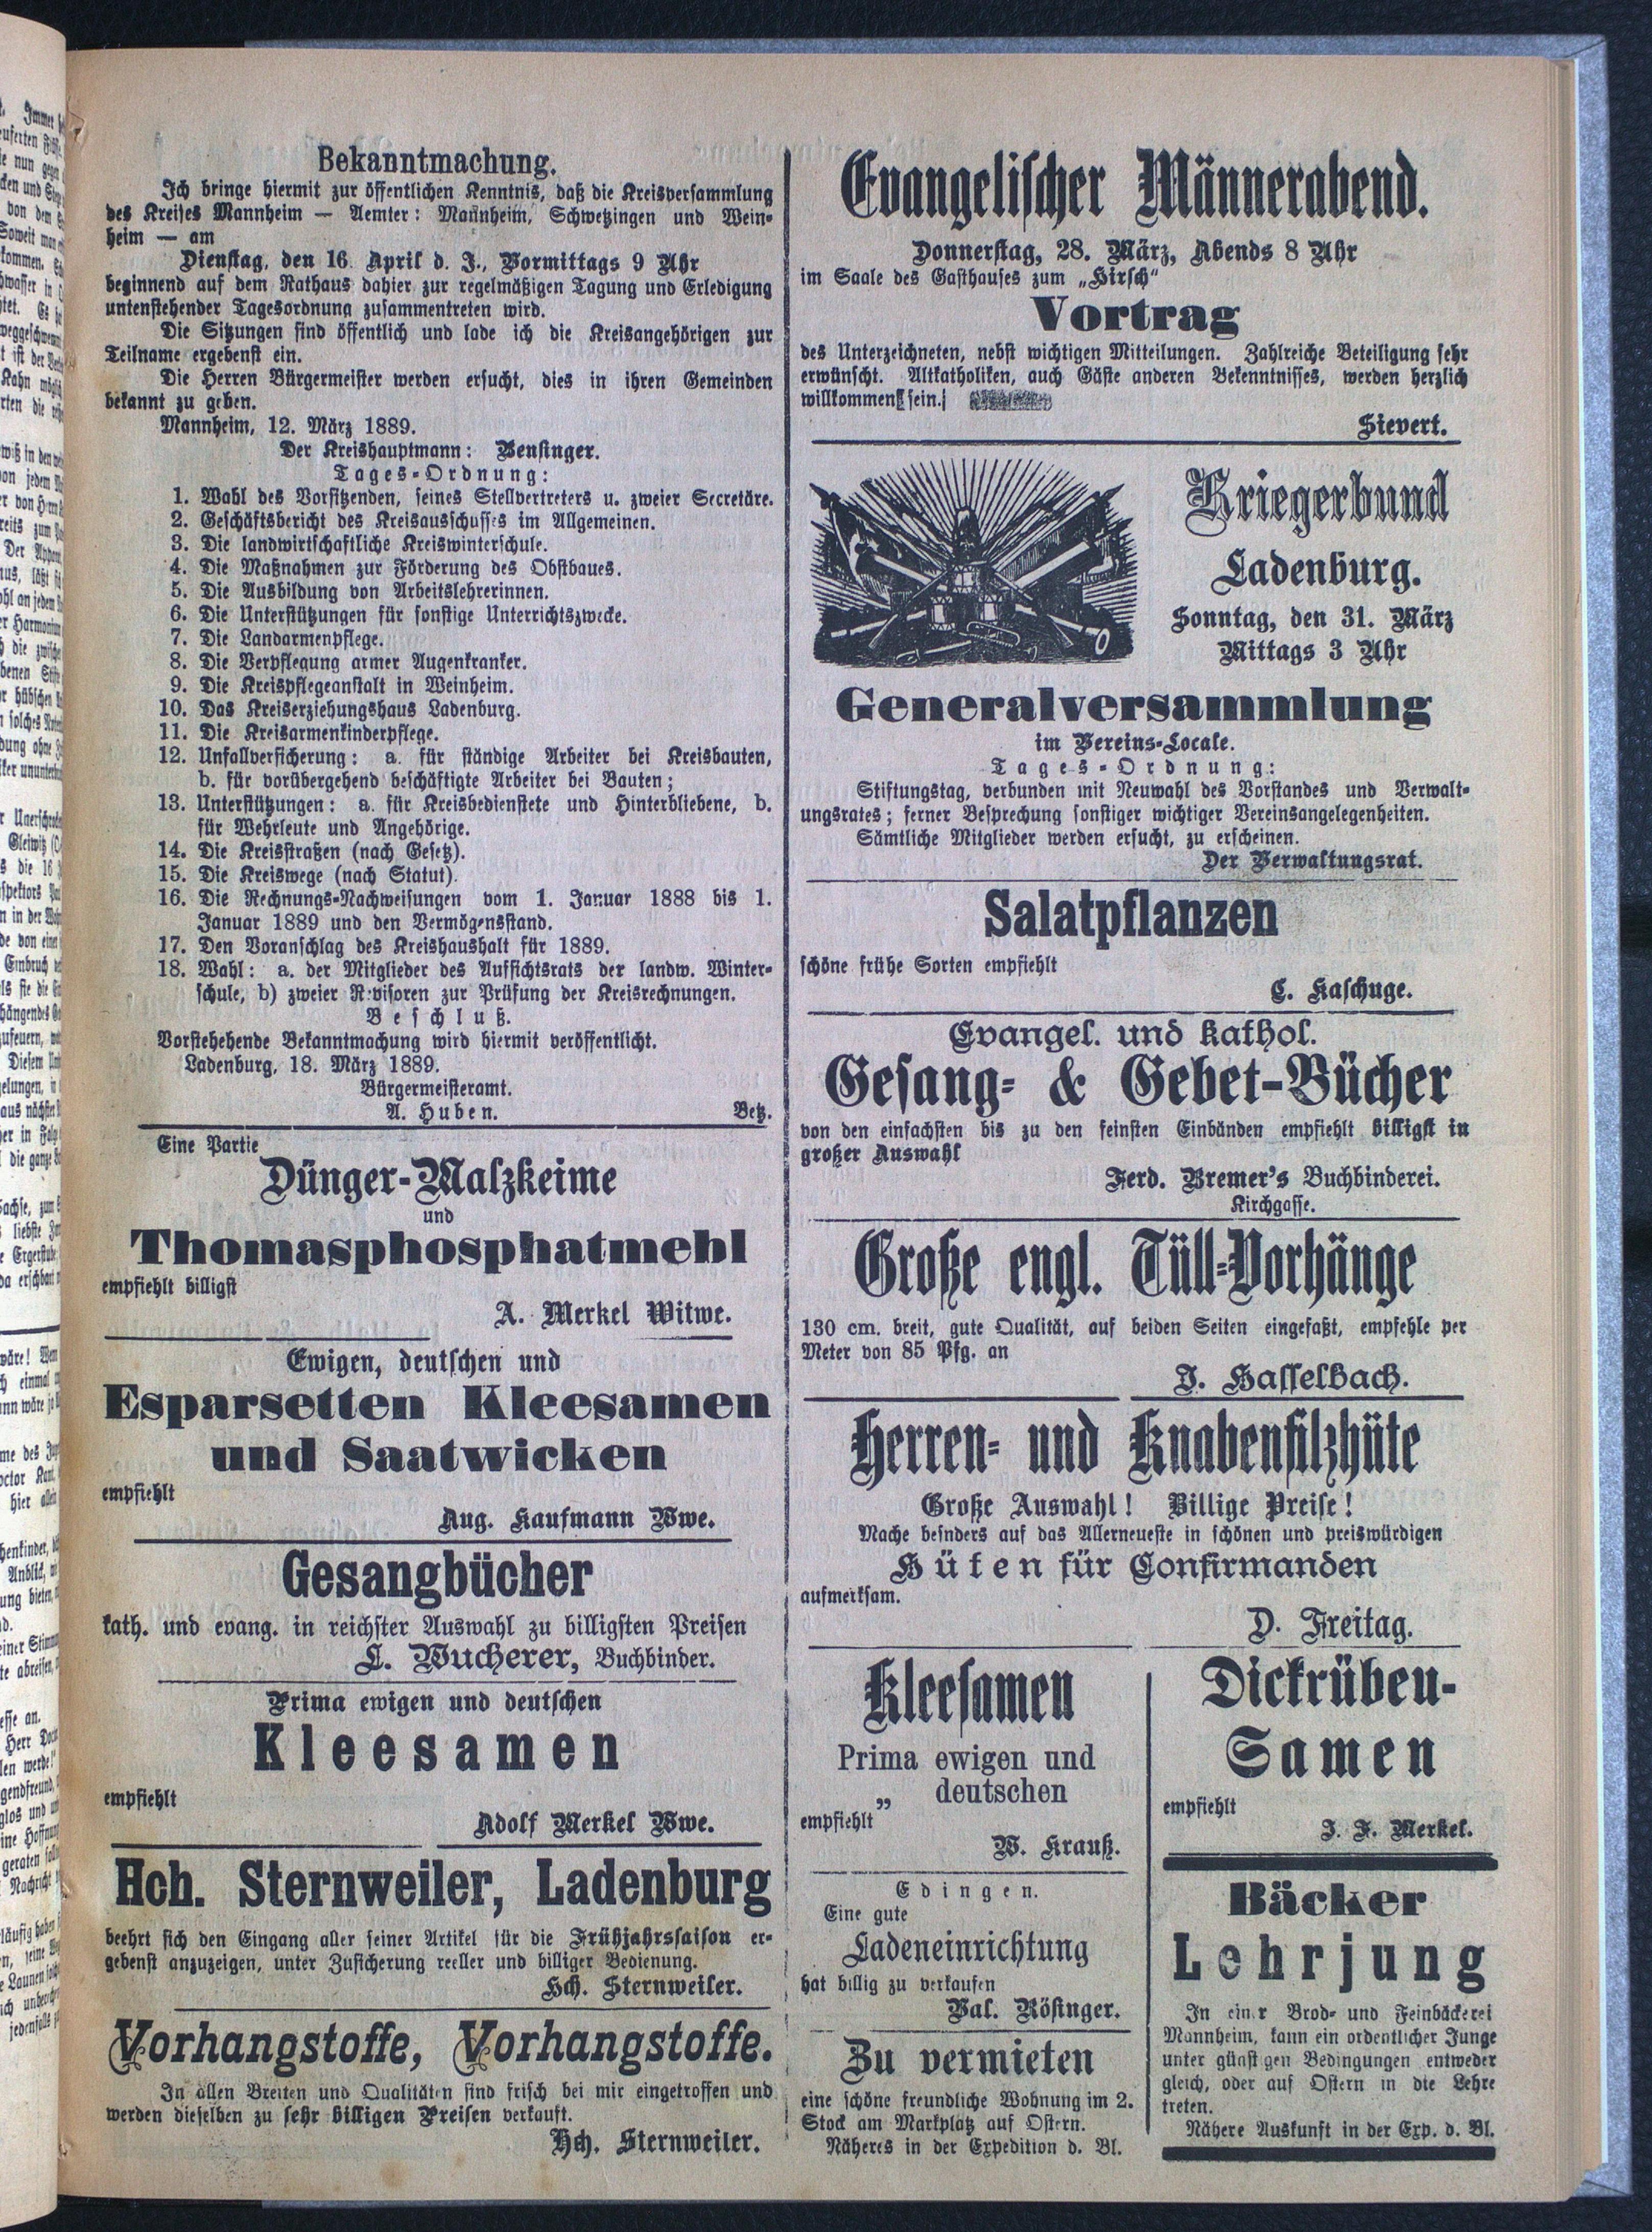 Bekanntmachung.
Ich bringe hiermit zur öffentlichen Kenntnis, daß die Kreisversammlung
des Kreises Mannheim — Aemter: Mannheim, Schwetzingen und Wein-
heim — am
Dienstag, den 16. April d. J., Vormittags 9 Uhr
beginnend auf dem Rathaus dahier zur regelmäßigen Tagung und Erledigung
untenstehender Tagesordnung zusammentreten wird.
Die Sitzungen sind öffentlich und lade ich die Kreisangehörigen zur
Teilname ergebenst ein.
Die Herren Bürgermeister werden ersucht, dies in ihren Gemeinden
bekannt zu geben.
Mannheim, 12. März 1889.
Der Kreishauptmann: Bensinger.
Tages-Ordnung:
1. Wahl des Vorsitzenden, seines Stellvertreters u. zweier Secretäre.
2. Geschäftsbericht des Kreisausschusses im Allgemeinen.
3. Die landwirtschaftliche Kreiswinterschule.
4. Die Maßnahmen zur Förderung des Obstbaues.
5. Die Ausbildung von Arbeitslehrerinnen.
6. Die Unterstützungen für sonstige Unterrichtszwecke.
7. Die Landarmenpflege.
8. Die Verpflegung armer Augenkranker.
9. Die Kreispflegeanstalt in Weinheim.
10. Das Kreiserziehungshaus Ladenburg.
11. Die Kreisarmenkinderpflege.
12. Unfallversicherung: a. für ständige Arbeiter bei Kreisbauten,
b. für vorübergehend beschäftigte Arbeiter bei Bauten;
13. Unterstützungen: a. für Kreisbedienstete und Hinterbliebene, b.
für Wehrleute und Angehörige.
14. Die Kreisstraßen (nach Gesetz).
15. Die Kreiswege (nach Statut).
16. Die Rechnungs-Nachweisungen vom 1. Januar 1888 bis 1.
Januar 1889 und den Vermögensstand.
17. Den Voranschlag des Kreishaushalt für 1889.
18. Wahl: a. der Mitglieder des Aufsichtsrats der landw. Winter-
schule, b) zweier Revisoren zur Prüfung der Kreisrechnungen.
Beschluß.
Vorstehehende Bekanntmachung wird hiermit veröffentlicht.
Ladenburg, 18. März 1889.
Bürgermeisteramt.
A. Huben. Betz.
Eine Partie
Dünger-Malzkeime
und
Thomasphosphatmehl
empfiehlt billigst
A. Merkel Witwe.
Ewigen, deutschen und
Esparsetten Kleesamen
und Saatwicken
empfiehlt
Aug. Kaufmann Wwe.
Gesangbücher
kath. und evang. in reichster Auswahl zu billigsten Preisen
L. Wucherer, Buchbinder.
Prima ewigen und deutschen
Kleesamen
empfiehlt
Adolf Merkel Wwe.
Hch. Sternweiler, Ladenburg
beehrt sich den Eingang aller seiner Artikel für die Frühjahrssaison er-
gebenst anzuzeigen, unter Zusicherung reeller und billiger Bedienung.
Hch. Sternweiler.
Vorhangstoffe, Vorhangstoffe.
In allen Breiten und Qualitäten sind frisch bei mir eingetroffen und
werden dieselben zu sehr billigen Preisen verkauft.
Hch. Sternweiler.
Evangelischer Männerabend.
Donnerstag, 28. März, Abends 8 Uhr
im Saale des Gasthauses zum „Hirsch"
Vortrag
des Unterzeichneten, nebst wichtigen Mitteilungen. Zahlreiche Beteiligung sehr
erwünscht. Altkatholiken, auch Gäste anderen Bekenntnisses, werden herzlich
willkommen sein.
Sievert.
Kriegerbund
Ladenburg.
Sonntag, den 31. März
Mittags 3 Uhr
Generalversammlung
im Vereins-Locale.
Tages-Ordnung:
Stiftungstag, verbunden mit Neuwahl des Vorstandes und Verwalt-
ungsrates; ferner Besprechung sonstiger wichtiger Vereinsangelegenheiten.
Sämtliche Mitglieder werden ersucht, zu erscheinen.
Der Verwaltungsrat.
Salatpflanzen
schöne frühe Sorten empfiehlt
C. Kaschuge.
Evangel. und kathol.
Gesang- & Gebet-Bücher
von den einfachsten bis zu den feinsten Einbänden empfiehlt billigst in
großer Auswahl
Ferd. Bremer's Buchbinderei.
Kirchgasse.
Große engl. Tüll-Vorhänge
130 cm. breit, gute Qualität, auf beiden Seiten eingefaßt, empfehle per
Meter von 85 Pfg. an
J. Hasselbach.
Herren- und Knabenfilzhüte
Große Auswahl! Billige Preise!
Mache besnders auf das Allerneueste in schönen und preiswürdigen
Hüten für Confirmanden
aufmerksam.
D. Freitag.
Kleesamen
Prima ewigen und
„ deutschen
empfiehlt
W. Krauß.
Edingen.
Eine gute
Ladeneinrichtung
hat billig zu verkaufen
Val. Rösinger.
Zu vermieten
eine schöne freundliche Wohnung im 2.
Stock am Marktplatz auf Ostern.
Näheres in der Expedition d. Bl.
Dickrüben-
Samen
empfiehlt
J. F. Merkel.
Bäcker
Lehrjung
In einer Brod- und Feinbäckerei
Mannheim, kann ein ordentlicher Junge
unter günstigen Bedingungen entweder
gleich, oder auf Ostern in die Lehre
treten.
Nähere Auskunft in der Exp. d. Bl.